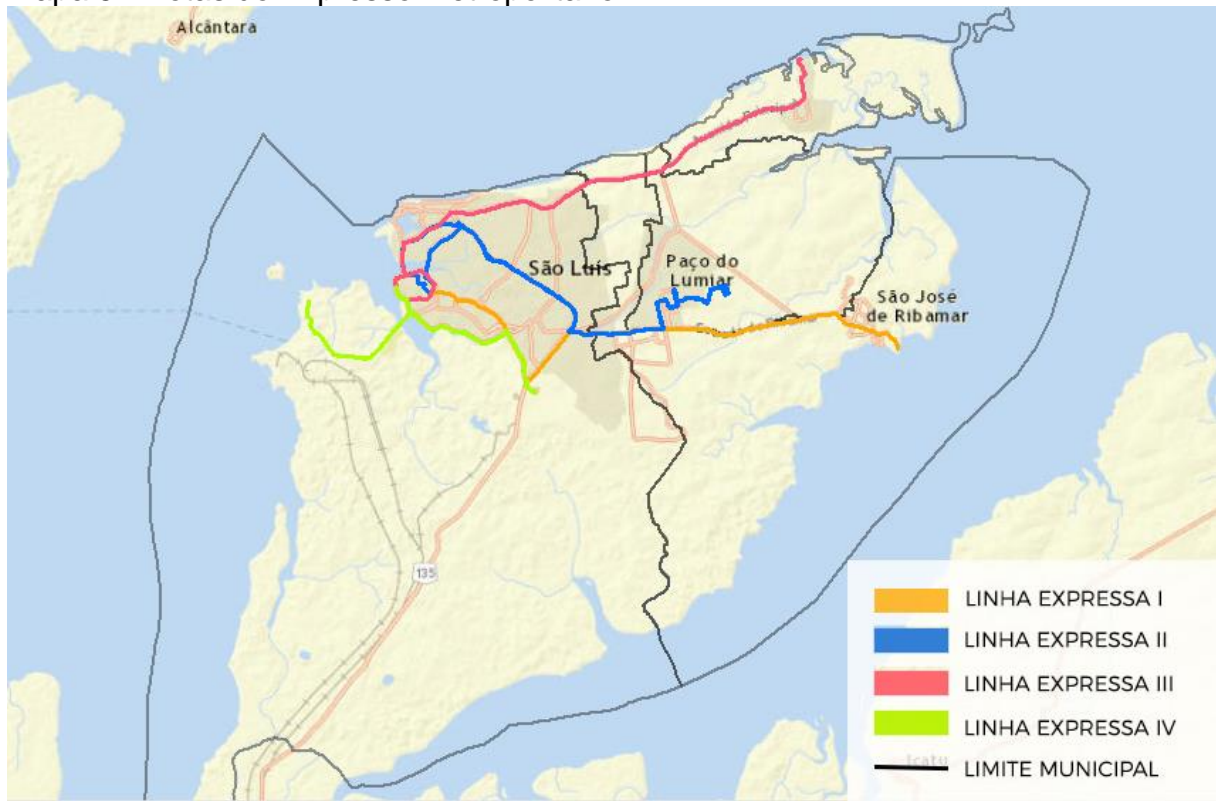 Alcântara
São Luís
Paço do
Lumiar
São José
de Ribamar
135
LINHA EXPRESSA I
LINHA EXPRESSA II
LINHA EXPRESSA III
LINHA EXPRESSA IV
LIMITE MUNICIPAL
Icatu